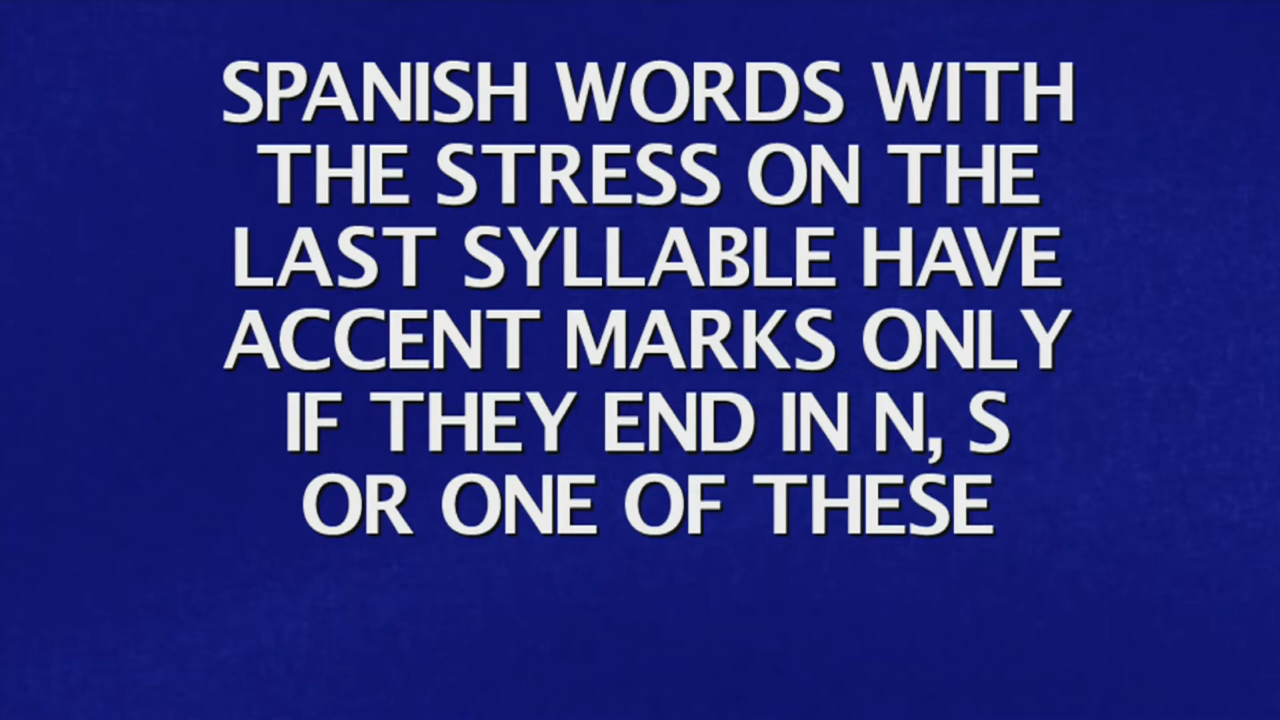 SPANISH WORDS WITH
THE STRESS ON THE
LAST SYLLABLE HAVE
ACCENT MARKS ONLY
IF THEY END IN N, S
OR ONE OF THESE